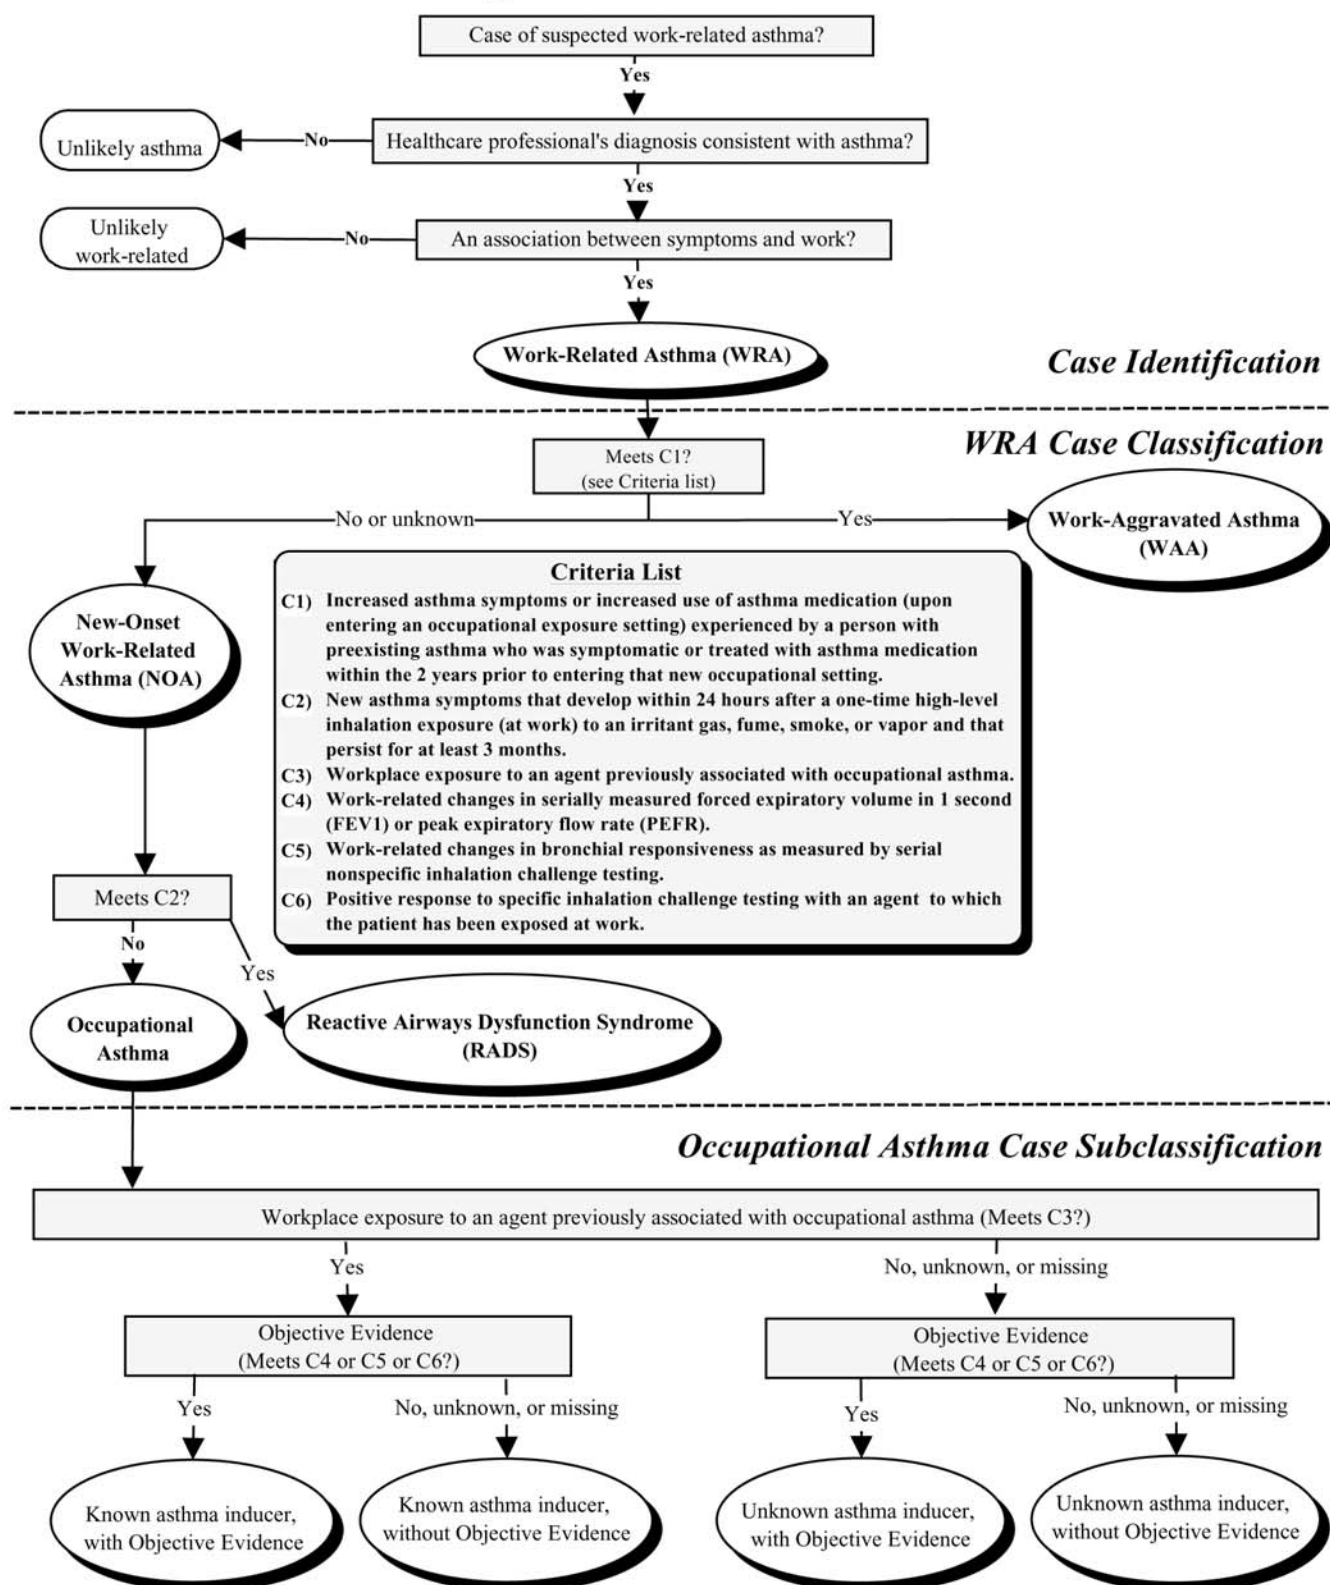 Case of suspected work-related asthma?
Yes
Healthcare professional's diagnosis consistent with asthma?
No
Unlikely asthma
Yes
An association between symptoms and work?
No
Unlikely
work-related
Yes
Work-Related Asthma (WRA)
Case Identification
WRA Case Classification
Meets C1?
(see Criteria list)
No or unknown
Yes
Work-Aggravated Asthma
(WAA)
New-Onset
Work-Related
Asthma (NOA)
Criteria List
C1) Increased asthma symptoms or increased use of asthma medication (upon
entering an occupational exposure setting) experienced by a person with
preexisting asthma who was symptomatic or treated with asthma medication
within the 2 years prior to entering that new occupational setting.
C2) New asthma symptoms that develop within 24 hours after a one-time high-level
inhalation exposure (at work) to an irritant gas, fume, smoke, or vapor and that
persist for at least 3 months.
C3) Workplace exposure to an agent previously associated with occupational asthma.
C4) Work-related changes in serially measured forced expiratory volume in 1 second
(FEV1) or peak expiratory flow rate (PEFR).
C5) Work-related changes in bronchial responsiveness as measured by serial
nonspecific inhalation challenge testing.
C6) Positive response to specific inhalation challenge testing with an agent to which
the patient has been exposed at work.
Meets C2?
No
Yes
Occupational
Asthma
Reactive Airways Dysfunction Syndrome
(RADS)
Occupational Asthma Case Subclassification
Workplace exposure to an agent previously associated with occupational asthma (Meets C3?)
Yes
No, unknown, or missing
Objective Evidence
(Meets C4 or C5 or C6?)
Objective Evidence
(Meets C4 or C5 or C6?)
Yes
No, unknown, or missing
Yes
No, unknown, or missing
Known asthma inducer,
with Objective Evidence
Known asthma inducer,
without Objective Evidence
Unknown asthma inducer,
with Objective Evidence
Unknown asthma inducer,
without Objective Evidence